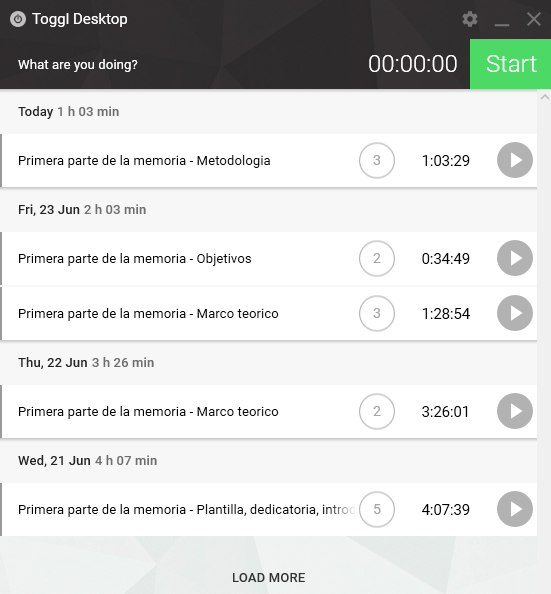 Toggl Desktop
What are you doing? 00:00:00 Start
Today 1 h 03 min
Primera parte de la memoria - Metodologia 3 1:03:29
Fri, 23 Jun 2 h 03 min
Primera parte de la memoria - Objetivos 2 0:34:49
Primera parte de la memoria - Marco teorico 3 1:28:54
Thu, 22 Jun 3 h 26 min
Primera parte de la memoria - Marco teorico 2 3:26:01
Wed, 21 Jun 4 h 07 min
Primera parte de la memoria - Plantilla, dedicatoria, introd 5 4:07:39
LOAD MORE